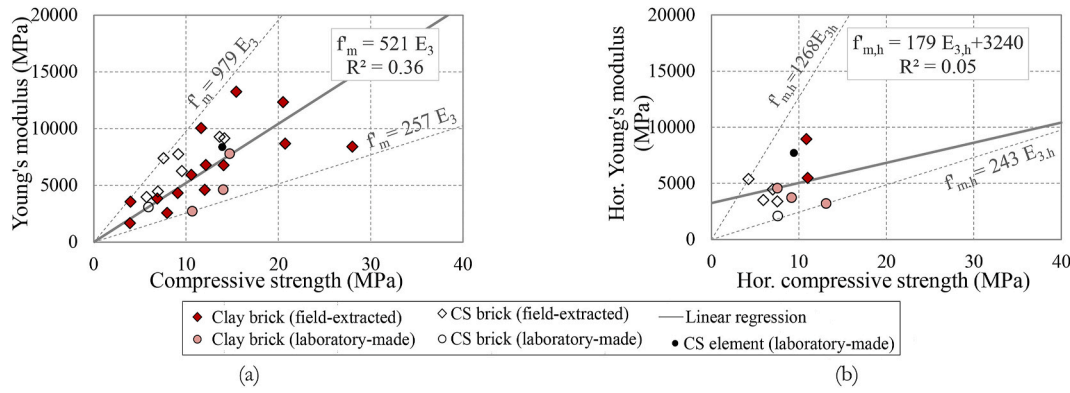 20000
15000
10000
5000
0
Young's modulus (MPa)
f'm = 979 E3
f'm = 521 E3
R² = 0.36
f'm = 257 E3
0 10 20 30 40
Compressive strength (MPa)
20000
15000
10000
5000
0
Hor. Young's modulus
(MPa)
f'm,h=1268E3h
f'm,h = 179 E3,h+3240
R² = 0.05
f'm,h = 243 E3,h
0 10 20 30 40
Hor. compressive strength (MPa)
Clay brick (field-extracted)
CS brick (field-extracted)
Linear regression
Clay brick (laboratory-made)
CS brick (laboratory-made)
CS element (laboratory-made)
(a)
(b)